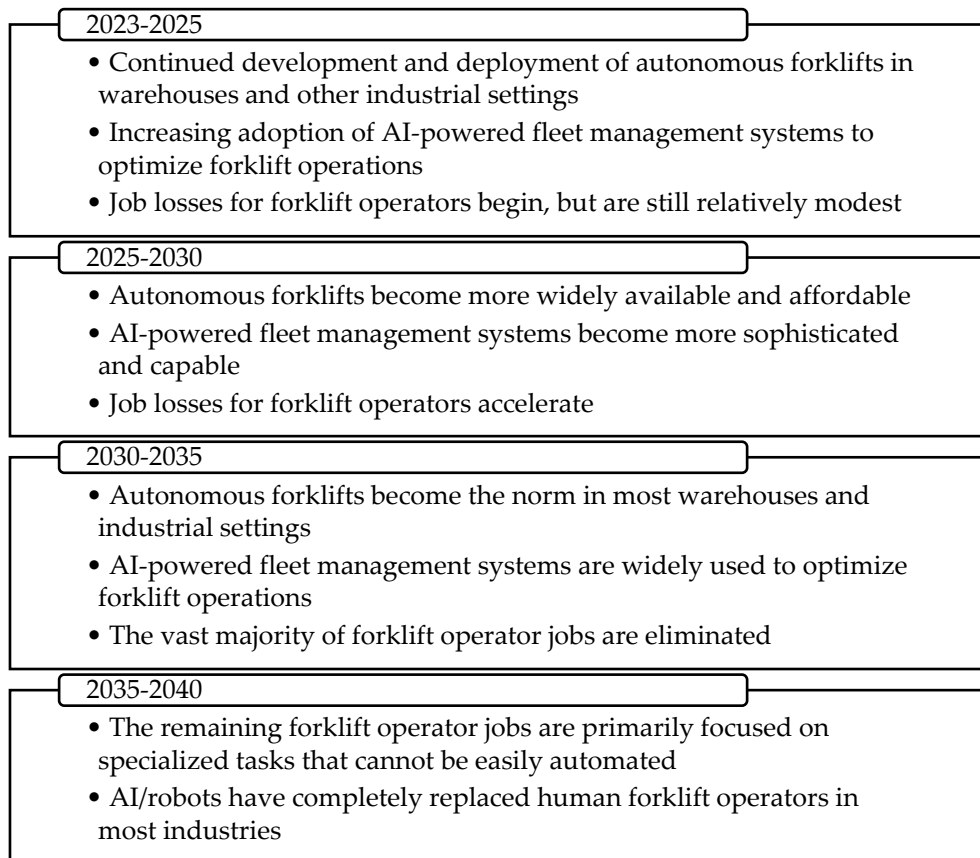 2023-2025
• Continued development and deployment of autonomous forklifts in
warehouses and other industrial settings
• Increasing adoption of AI-powered fleet management systems to
optimize forklift operations
• Job losses for forklift operators begin, but are still relatively modest
2025-2030
• Autonomous forklifts become more widely available and affordable
• AI-powered fleet management systems become more sophisticated
and capable
• Job losses for forklift operators accelerate
2030-2035
• Autonomous forklifts become the norm in most warehouses and
industrial settings
• AI-powered fleet management systems are widely used to optimize
forklift operations
• The vast majority of forklift operator jobs are eliminated
2035-2040
• The remaining forklift operator jobs are primarily focused on
specialized tasks that cannot be easily automated
• AI/robots have completely replaced human forklift operators in
most industries